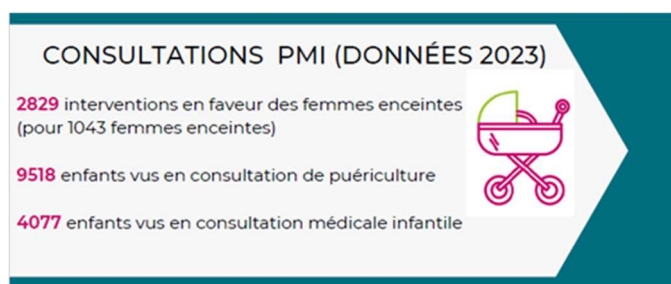 CONSULTATIONS PMI (DONNÉES 2023)
2829 interventions en faveur des femmes enceintes
(pour 1043 femmes enceintes)
9518 enfants vus en consultation de puériculture
4077 enfants vus en consultation médicale infantile